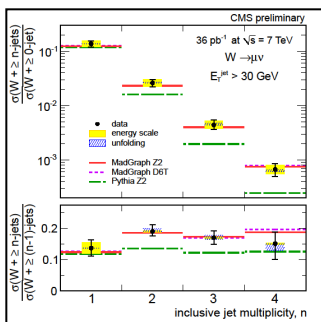 CMS preliminary
σ(W + ≥ n-jets)
σ(W + ≥ 0-jet)
36 pb⁻¹ at √s = 7 TeV
W → μν
E_T^jet > 30 GeV
10⁻¹
10⁻²
10⁻³
data
energy scale
unfolding
MadGraph Z2
MadGraph D6T
Pythia Z2
σ(W + ≥ n-jets)
σ(W + ≥ (n-1)-jets)
0.2
0.1
0
1 2 3 4
inclusive jet multiplicity, n